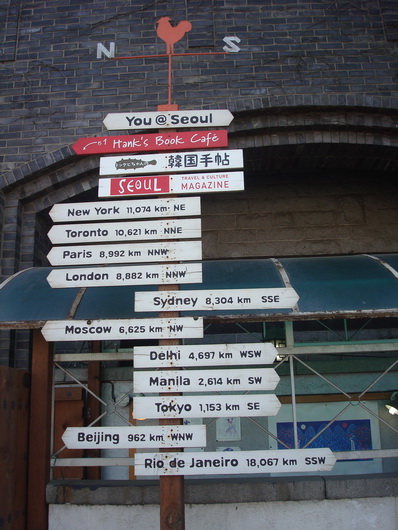 N S
You @ Seoul
Hank's Book Café
韓国手帖
SEOUL TRAVEL & CULTURE
MAGAZINE
New York 11,074 km NE
Toronto 10,621 km NNE
Paris 8,992 km NNW
London 8,882 km NNW
Sydney 8,304 km SSE
Moscow 6,625 km NW
Delhi 4,697 km WSW
Manila 2,614 km SW
Tokyo 1,153 km SE
Beijing 962 km WNW
Rio de Janeiro 18,067 km SSW